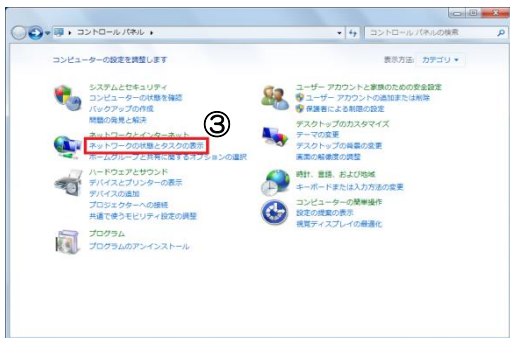 コントロール パネル
コントロール パネルの検索
コンピューターの設定を調整します
表示方法: カテゴリ
システムとセキュリティ
コンピューターの状態を確認
バックアップの作成
問題の発見と解決
③
ネットワークとインターネット
ネットワークの状態とタスクの表示
ホームグループと共有に関するオプションの選択
ハードウェアとサウンド
デバイスとプリンターの表示
デバイスの追加
プロジェクターへの接続
共通で使うモビリティ設定の調整
プログラム
プログラムのアンインストール
ユーザー アカウントと家族のための安全設定
ユーザー アカウントの追加または削除
保護者による制限の設定
デスクトップのカスタマイズ
テーマの変更
デスクトップの背景の変更
画面の解像度の調整
時計、言語、および地域
キーボードまたは入力方法の変更
コンピューターの簡単操作
設定の提案の表示
視覚ディスプレイの最適化